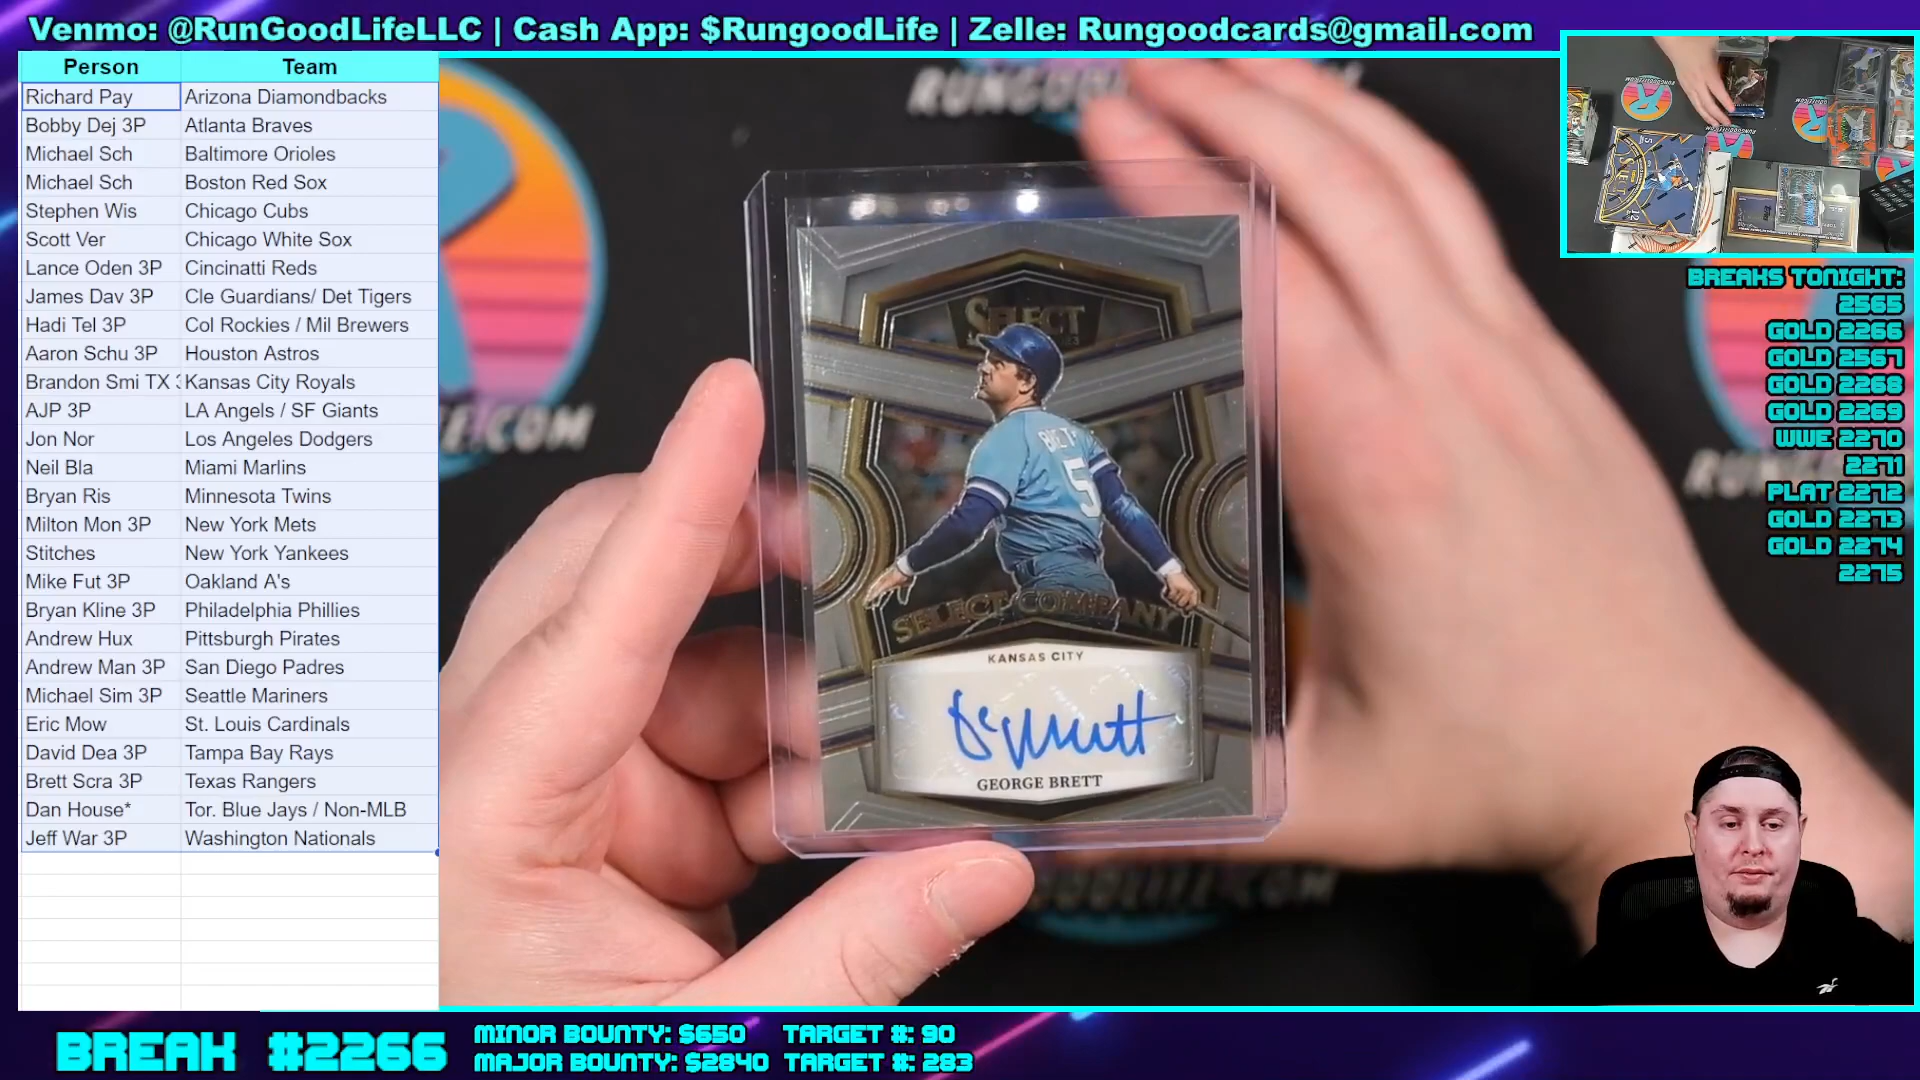 Venmo: @RunGoodLifeLLC | Cash App: $RungoodLife | Zelle: Rungoodcards@gmail.com
Person Team
Richard Pay Arizona Diamondbacks
Bobby Dej 3P Atlanta Braves
Michael Sch Baltimore Orioles
Michael Sch Boston Red Sox
Stephen Wis Chicago Cubs
Scott Ver Chicago White Sox
Lance Oden 3P Cincinatti Reds
James Dav 3P Cle Guardians/ Det Tigers
Hadi Tel 3P Col Rockies / Mil Brewers
Aaron Schu 3P Houston Astros
Brandon Smi TX Kansas City Royals
AJP 3P LA Angels / SF Giants
Jon Nor Los Angeles Dodgers
Neil Bla Miami Marlins
Bryan Ris Minnesota Twins
Milton Mon 3P New York Mets
Stitches New York Yankees
Mike Fut 3P Oakland A's
Bryan Kline 3P Philadelphia Phillies
Andrew Hux Pittsburgh Pirates
Andrew Man 3P San Diego Padres
Michael Sim 3P Seattle Mariners
Eric Mow St. Louis Cardinals
David Dea 3P Tampa Bay Rays
Brett Scra 3P Texas Rangers
Dan House* Tor. Blue Jays / Non-MLB
Jeff War 3P Washington Nationals
SELECT
5
SELECT COMPANY
KANSAS CITY
GEORGE BRETT
BREAKS TONIGHT:
2565
GOLD 2266
GOLD 2567
GOLD 2268
GOLD 2269
WWE 2270
2271
PLAT 2272
GOLD 2273
GOLD 2274
2275
BREAK #2266
MINOR BOUNTY: $650 TARGET #: 90
MAJOR BOUNTY: $2840 TARGET #: 283